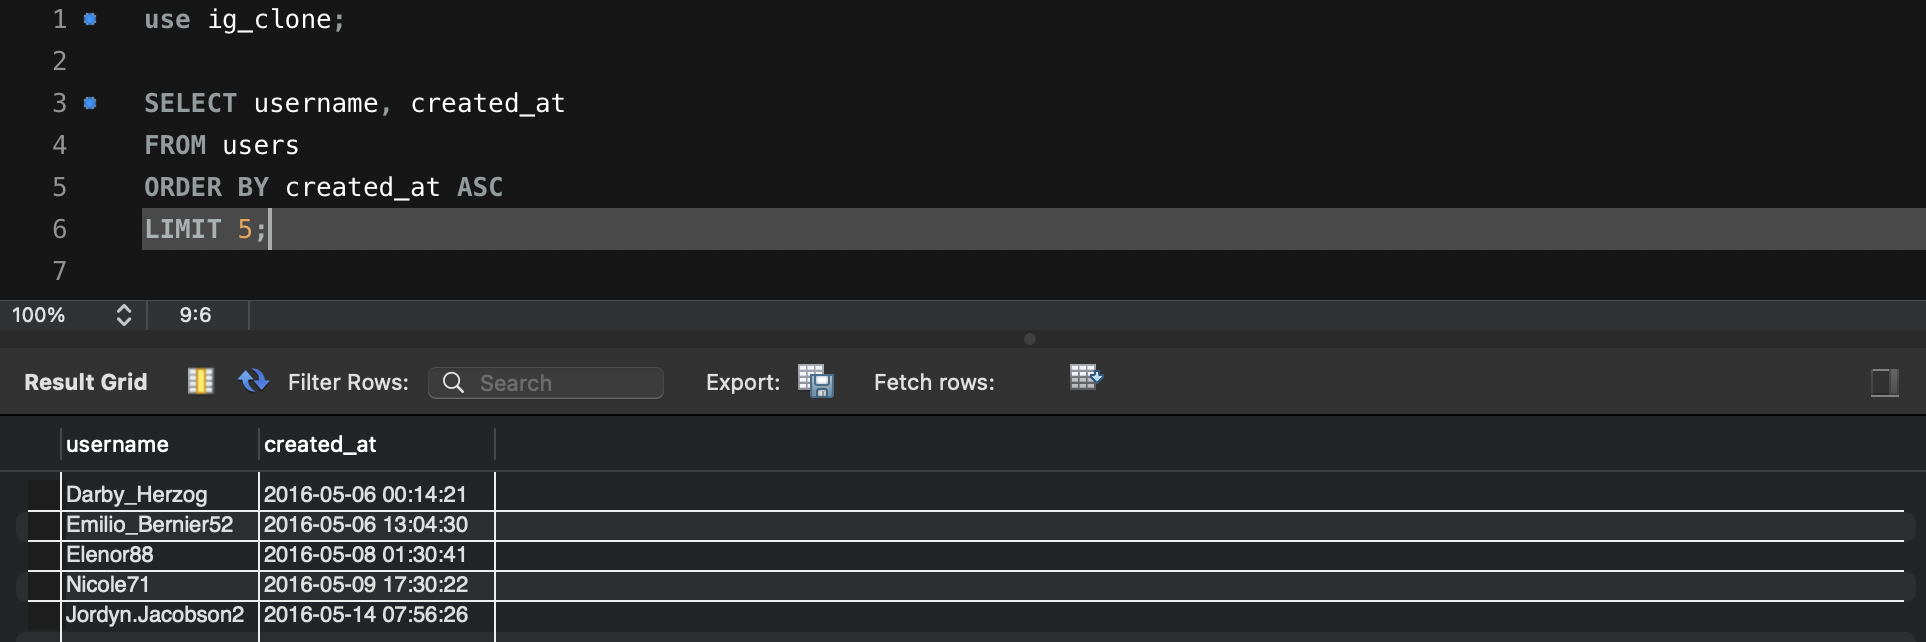 1 use ig_clone;
2
3 SELECT username, created_at
4 FROM users
5 ORDER BY created_at ASC
6 LIMIT 5;
7
100% 9:6
Result Grid Filter Rows: Search Export: Fetch rows:
username created_at
Darby_Herzog 2016-05-06 00:14:21
Emilio_Bernier52 2016-05-06 13:04:30
Elenor88 2016-05-08 01:30:41
Nicole71 2016-05-09 17:30:22
Jordyn.Jacobson2 2016-05-14 07:56:26